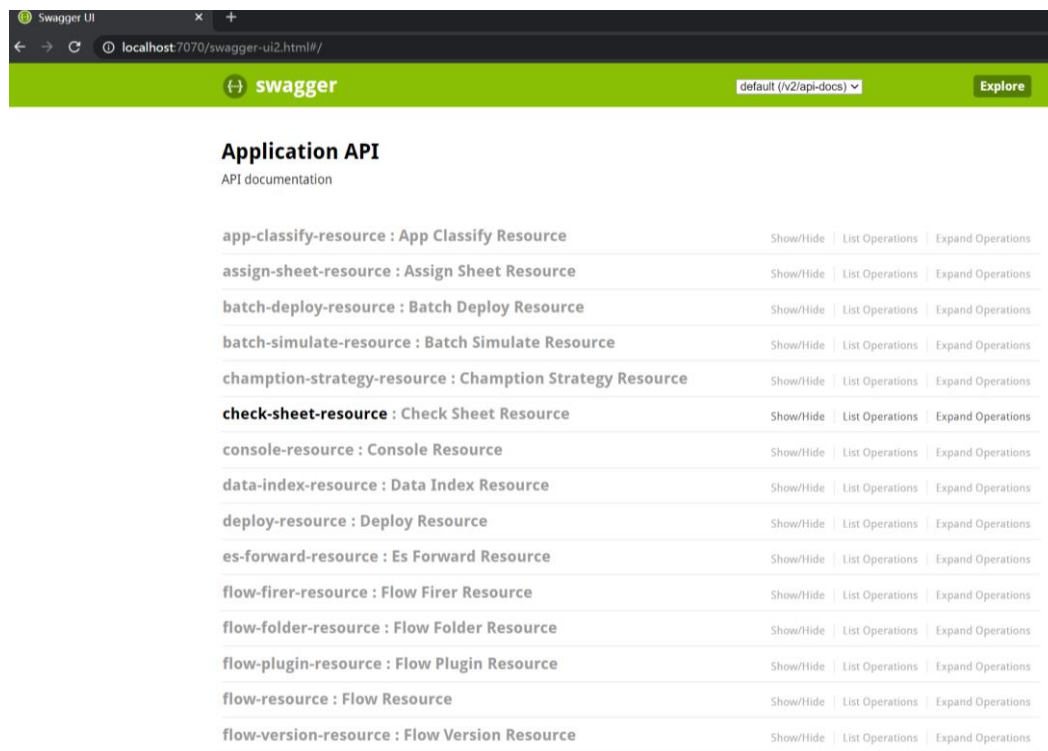 Swagger UI
localhost:7070/swagger-ui2.html#/
swagger default (/v2/api-docs) Explore
Application API
API documentation
app-classify-resource : App Classify Resource Show/Hide List Operations Expand Operations
assign-sheet-resource : Assign Sheet Resource Show/Hide List Operations Expand Operations
batch-deploy-resource : Batch Deploy Resource Show/Hide List Operations Expand Operations
batch-simulate-resource : Batch Simulate Resource Show/Hide List Operations Expand Operations
chamption-strategy-resource : Chamption Strategy Resource Show/Hide List Operations Expand Operations
check-sheet-resource : Check Sheet Resource Show/Hide List Operations Expand Operations
console-resource : Console Resource Show/Hide List Operations Expand Operations
data-index-resource : Data Index Resource Show/Hide List Operations Expand Operations
deploy-resource : Deploy Resource Show/Hide List Operations Expand Operations
es-forward-resource : Es Forward Resource Show/Hide List Operations Expand Operations
flow-firer-resource : Flow Firer Resource Show/Hide List Operations Expand Operations
flow-folder-resource : Flow Folder Resource Show/Hide List Operations Expand Operations
flow-plugin-resource : Flow Plugin Resource Show/Hide List Operations Expand Operations
flow-resource : Flow Resource Show/Hide List Operations Expand Operations
flow-version-resource : Flow Version Resource Show/Hide List Operations Expand Operations